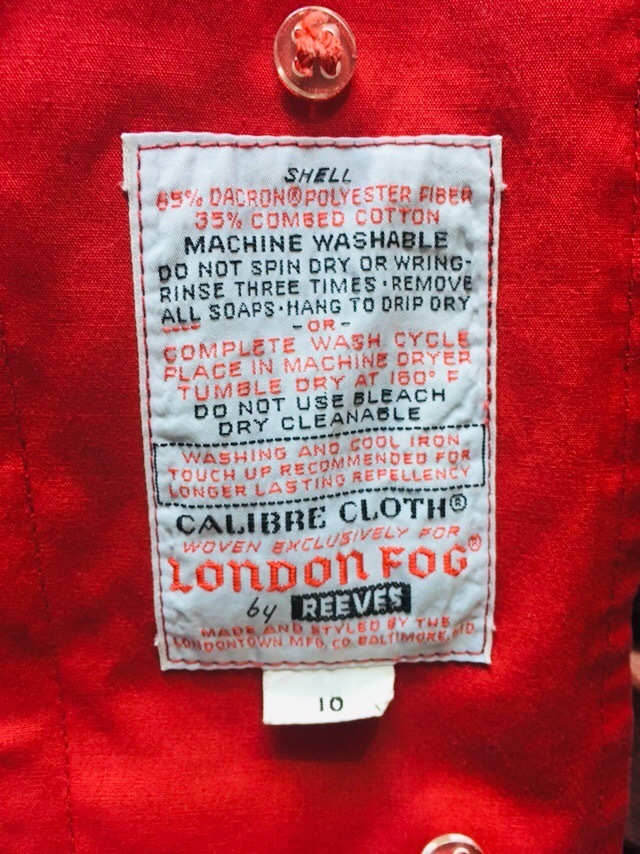 SHELL
65% DACRON® POLYESTER FIBER
35% COMBED COTTON
MACHINE WASHABLE
DO NOT SPIN DRY OR WRING-
RINSE THREE TIMES·REMOVE
ALL SOAPS·HANG TO DRIP DRY
-OR-
COMPLETE WASH CYCLE
PLACE IN MACHINE DRYER
TUMBLE DRY AT 160° F
DO NOT USE BLEACH
DRY CLEANABLE
WASHING AND COOL IRON
TOUCH UP RECOMMENDED FOR
LONGER LASTING REPELLENCY
CALIBRE CLOTH®
WOVEN EXCLUSIVELY FOR
LONDON FOG®
by REEVES
MADE AND STYLED BY THE
LONDONTOWN MFG. CO. BALTIMORE, MD.
10